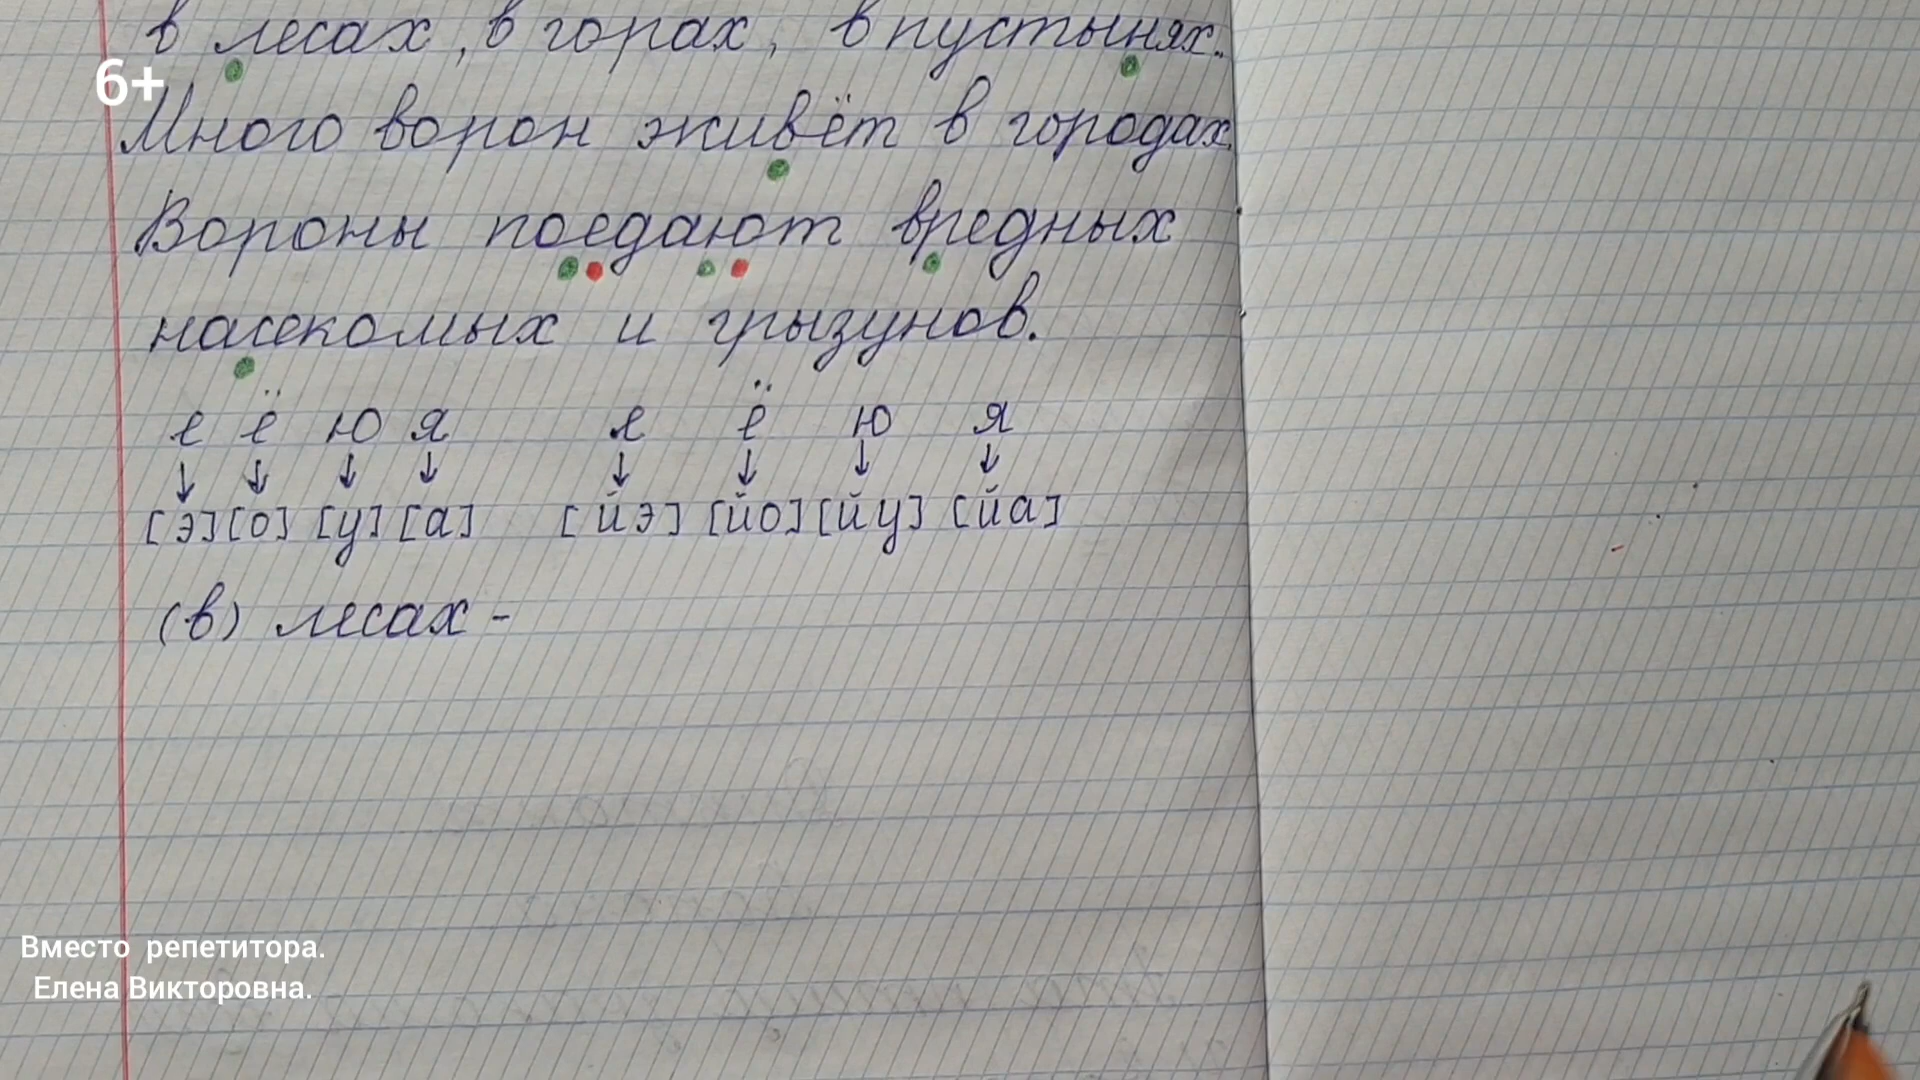 в лесах, в горах, в пустынях.
6+
Много ворон живёт в городах.
Вороны поедают вредных
насекомых и грызунов.
е ё ю я е ё ю я
↓ ↓ ↓ ↓ ↓ ↓ ↓ ↓
[э] [о] [у] [а] [йэ] [йо] [йу] [йа]
(в) лесах -
Вместо репетитора.
Елена Викторовна.